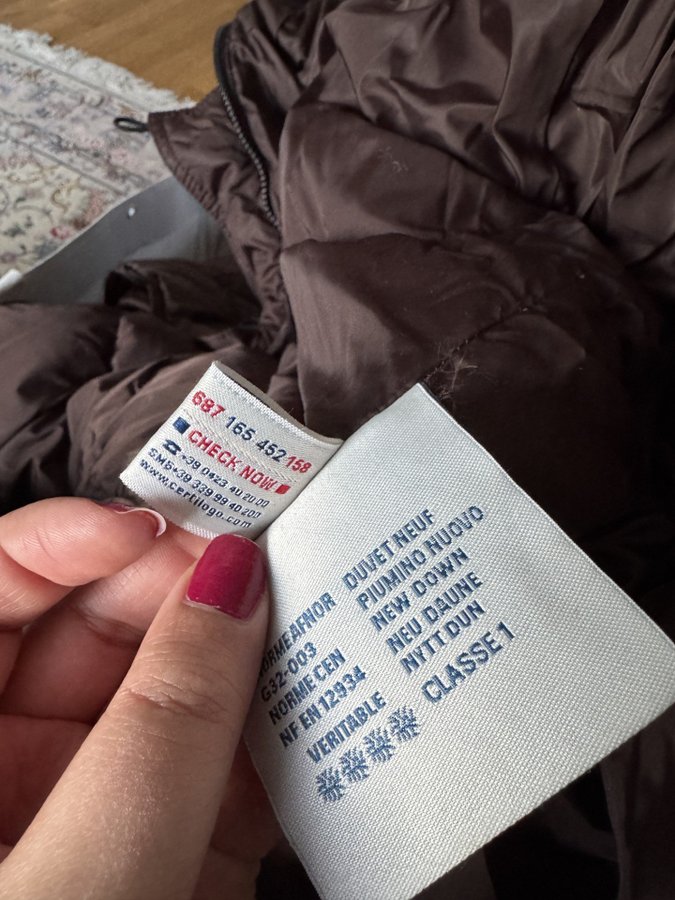 687 165 452 158
CHECK NOW
+39 0423 40 20 00
SMS+39 339 99 40 200
www.certilogo.com
NORME AFNOR
G32-003
NORME CEN
NF EN 12934
VERITABLE
DUVET NEUF
PIUMINO NUOVO
NEW DOWN
NEU DAUNE
NYTT DUN
CLASSE 1